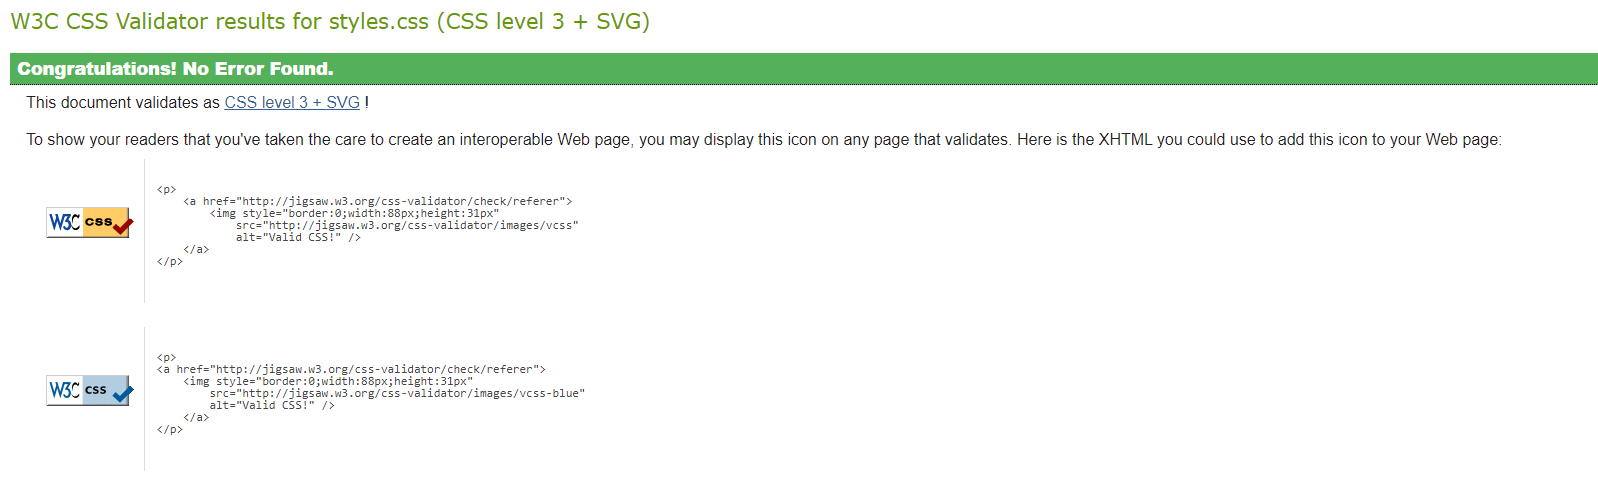 W3C CSS Validator results for styles.css (CSS level 3 + SVG)
Congratulations! No Error Found.
This document validates as CSS level 3 + SVG !
To show your readers that you've taken the care to create an interoperable Web page, you may display this icon on any page that validates. Here is the XHTML you could use to add this icon to your Web page:
W3C css
<p>
    <a href="http://jigsaw.w3.org/css-validator/check/referer">
        <img style="border:0;width:88px;height:31px"
            src="http://jigsaw.w3.org/css-validator/images/vcss"
            alt="Valid CSS!" />
    </a>
</p>
W3C css
<p>
<a href="http://jigsaw.w3.org/css-validator/check/referer">
    <img style="border:0;width:88px;height:31px"
        src="http://jigsaw.w3.org/css-validator/images/vcss-blue"
        alt="Valid CSS!" />
    </a>
</p>